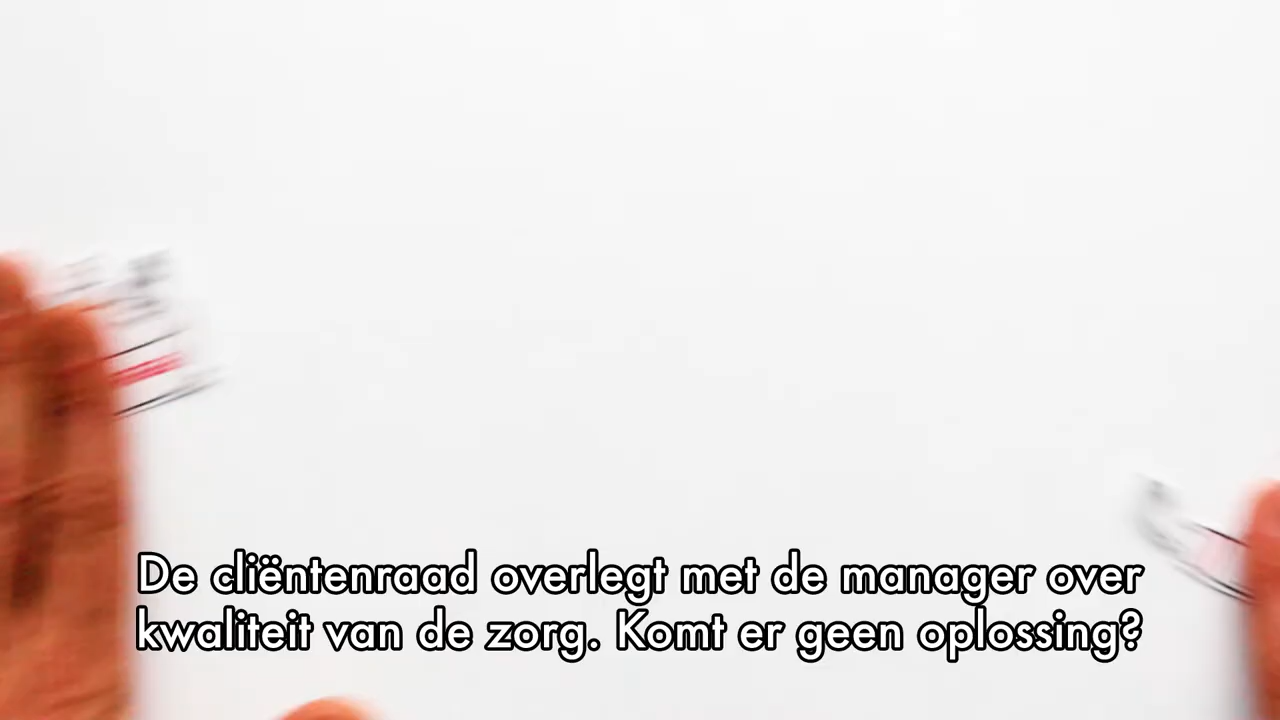 De cliëntenraad overlegt met de manager over
kwaliteit van de zorg. Komt er geen oplossing?